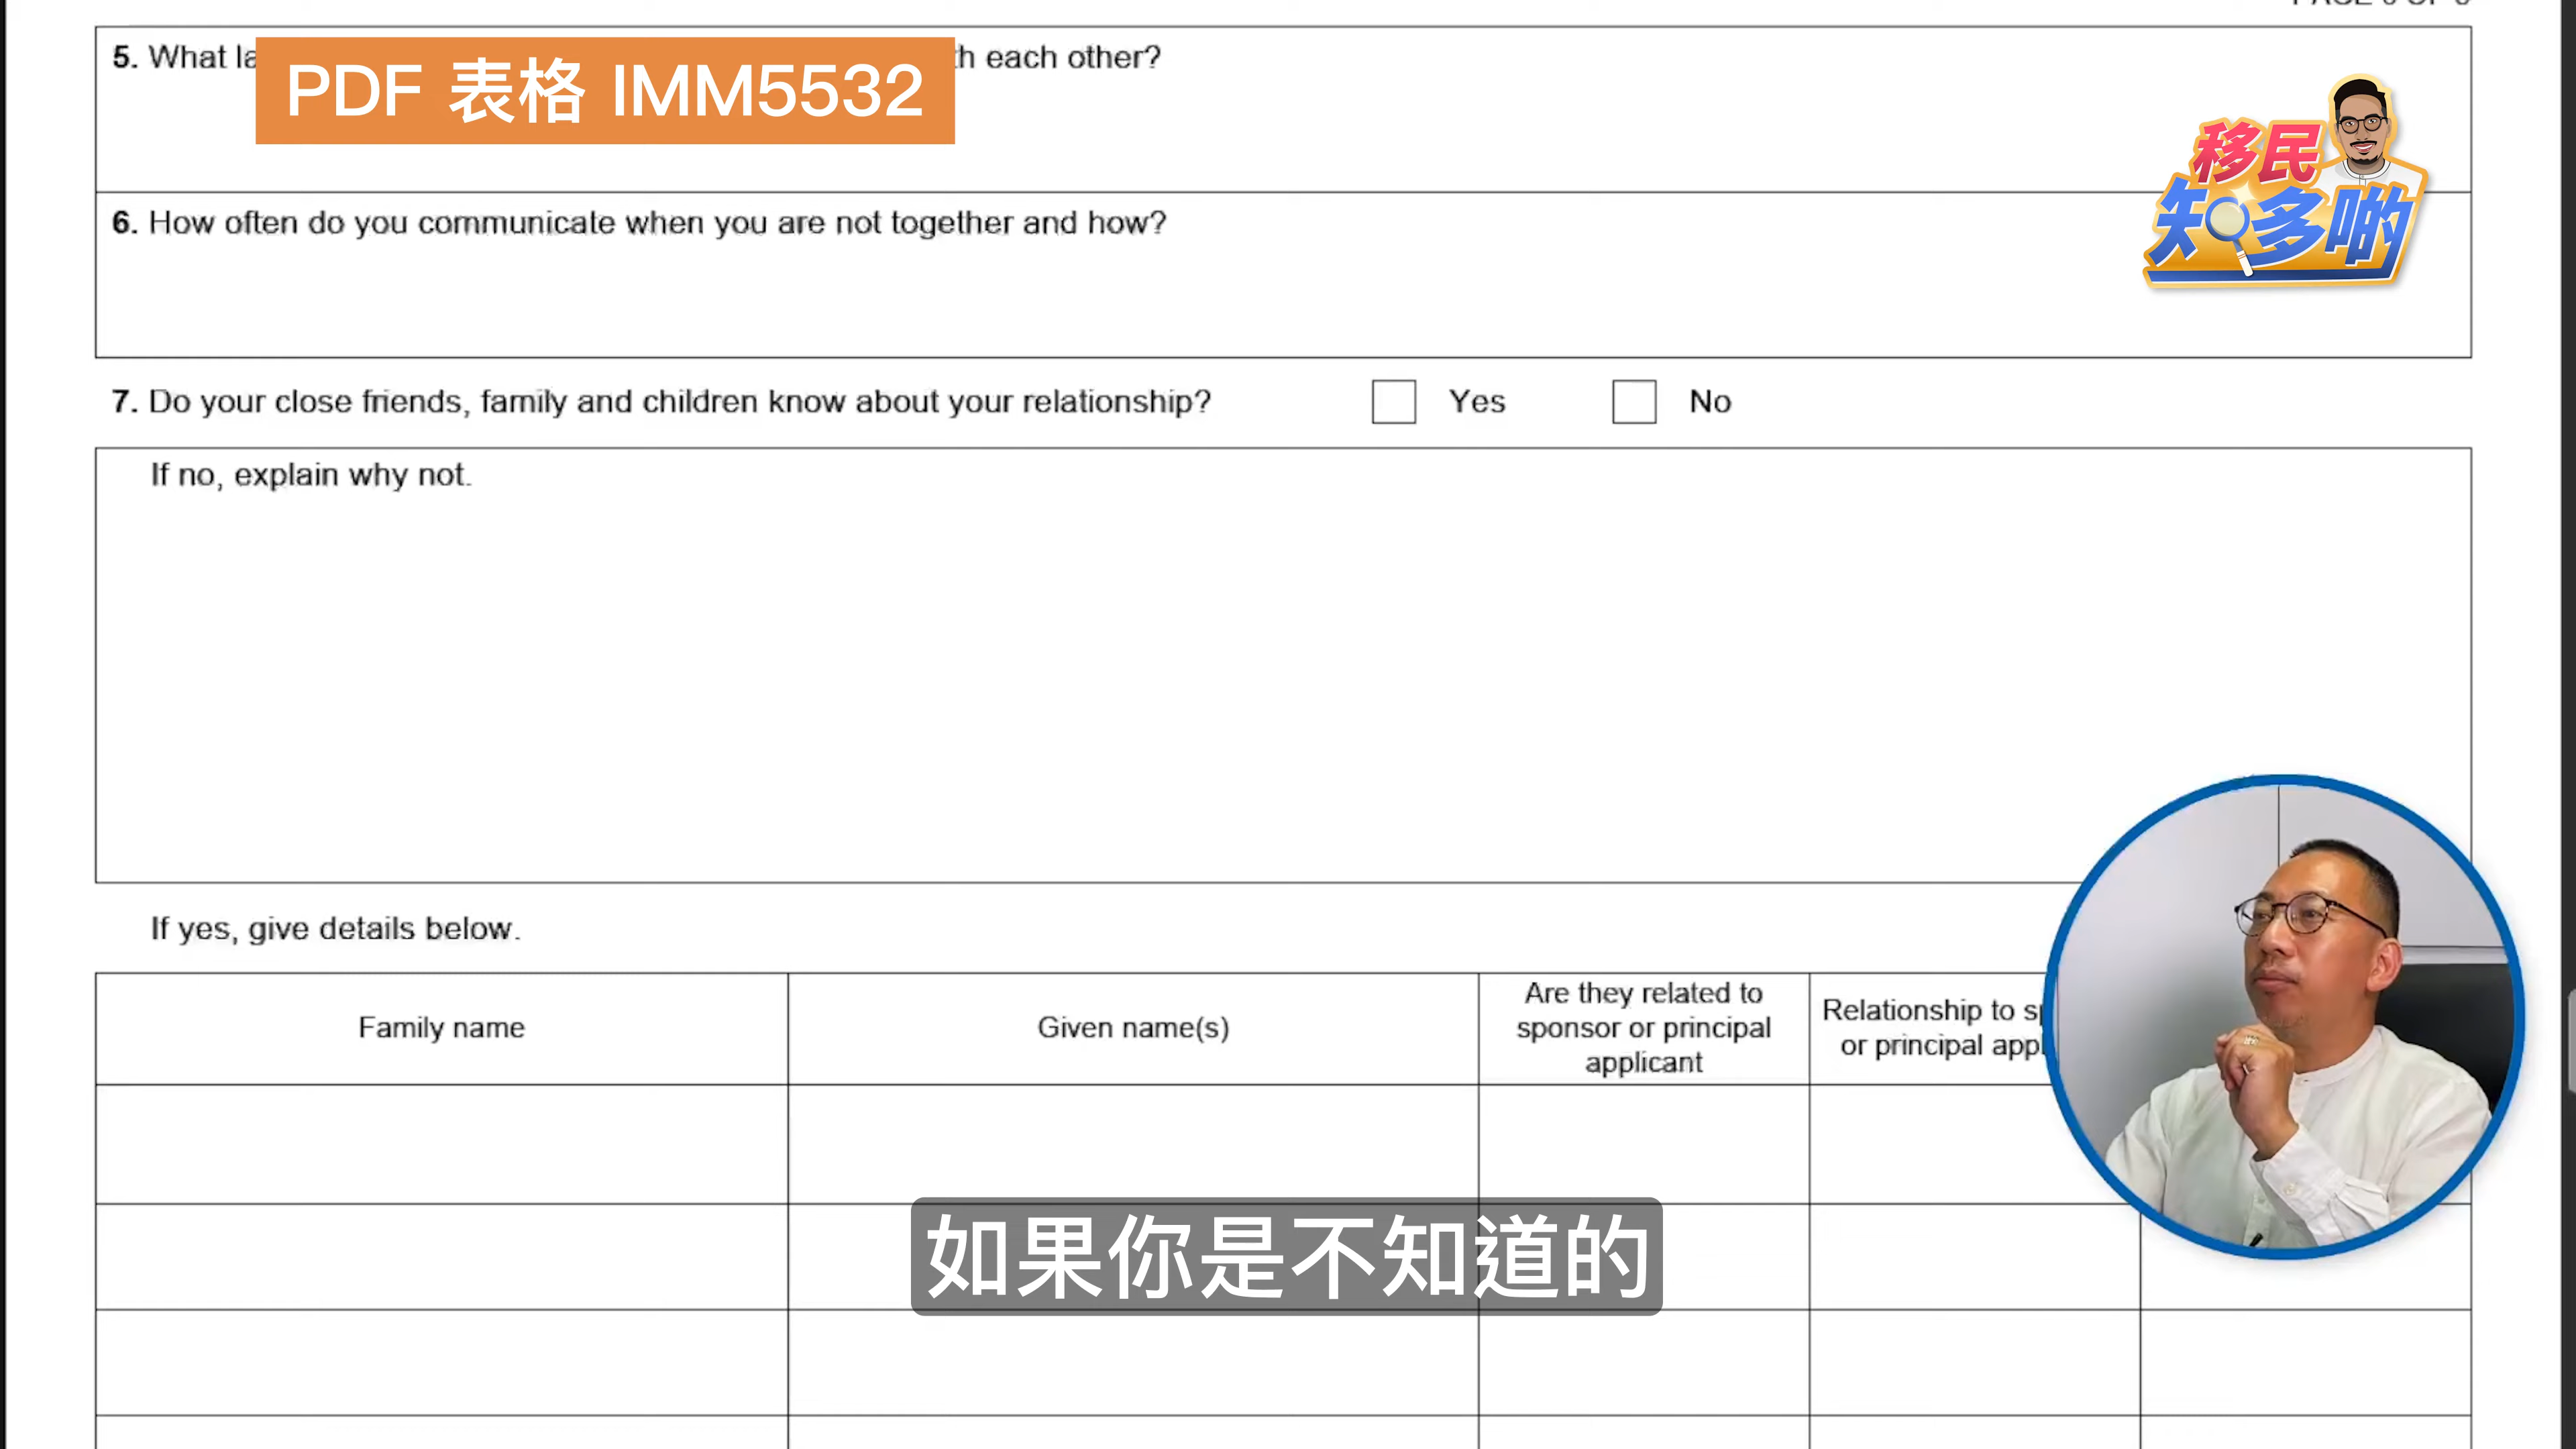 5. What la
PDF 表格 IMM5532
h each other?
移民
知多啲
6. How often do you communicate when you are not together and how?
7. Do your close friends, family and children know about your relationship?
Yes
No
If no, explain why not.
If yes, give details below.
Family name
Given name(s)
Are they related to
sponsor or principal
applicant
Relationship to s
or principal app
如果你是不知道的